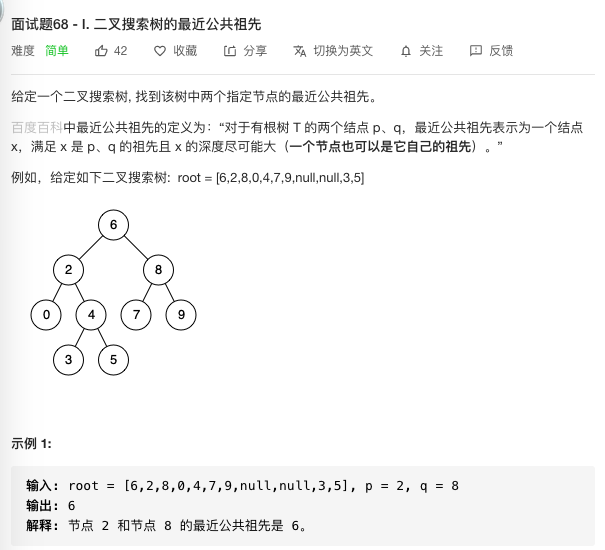 面试题68 - I. 二叉搜索树的最近公共祖先
难度 简单 42 收藏 分享 切换为英文 关注 反馈
给定一个二叉搜索树, 找到该树中两个指定节点的最近公共祖先。
百度百科中最近公共祖先的定义为：“对于有根树 T 的两个结点 p、q，最近公共祖先表示为一个结点
x，满足 x 是 p、q 的祖先且 x 的深度尽可能大（一个节点也可以是它自己的祖先）。”
例如，给定如下二叉搜索树: root = [6,2,8,0,4,7,9,null,null,3,5]
6
2 8
0 4 7 9
3 5
示例 1:
输入: root = [6,2,8,0,4,7,9,null,null,3,5], p = 2, q = 8
输出: 6
解释: 节点 2 和节点 8 的最近公共祖先是 6。